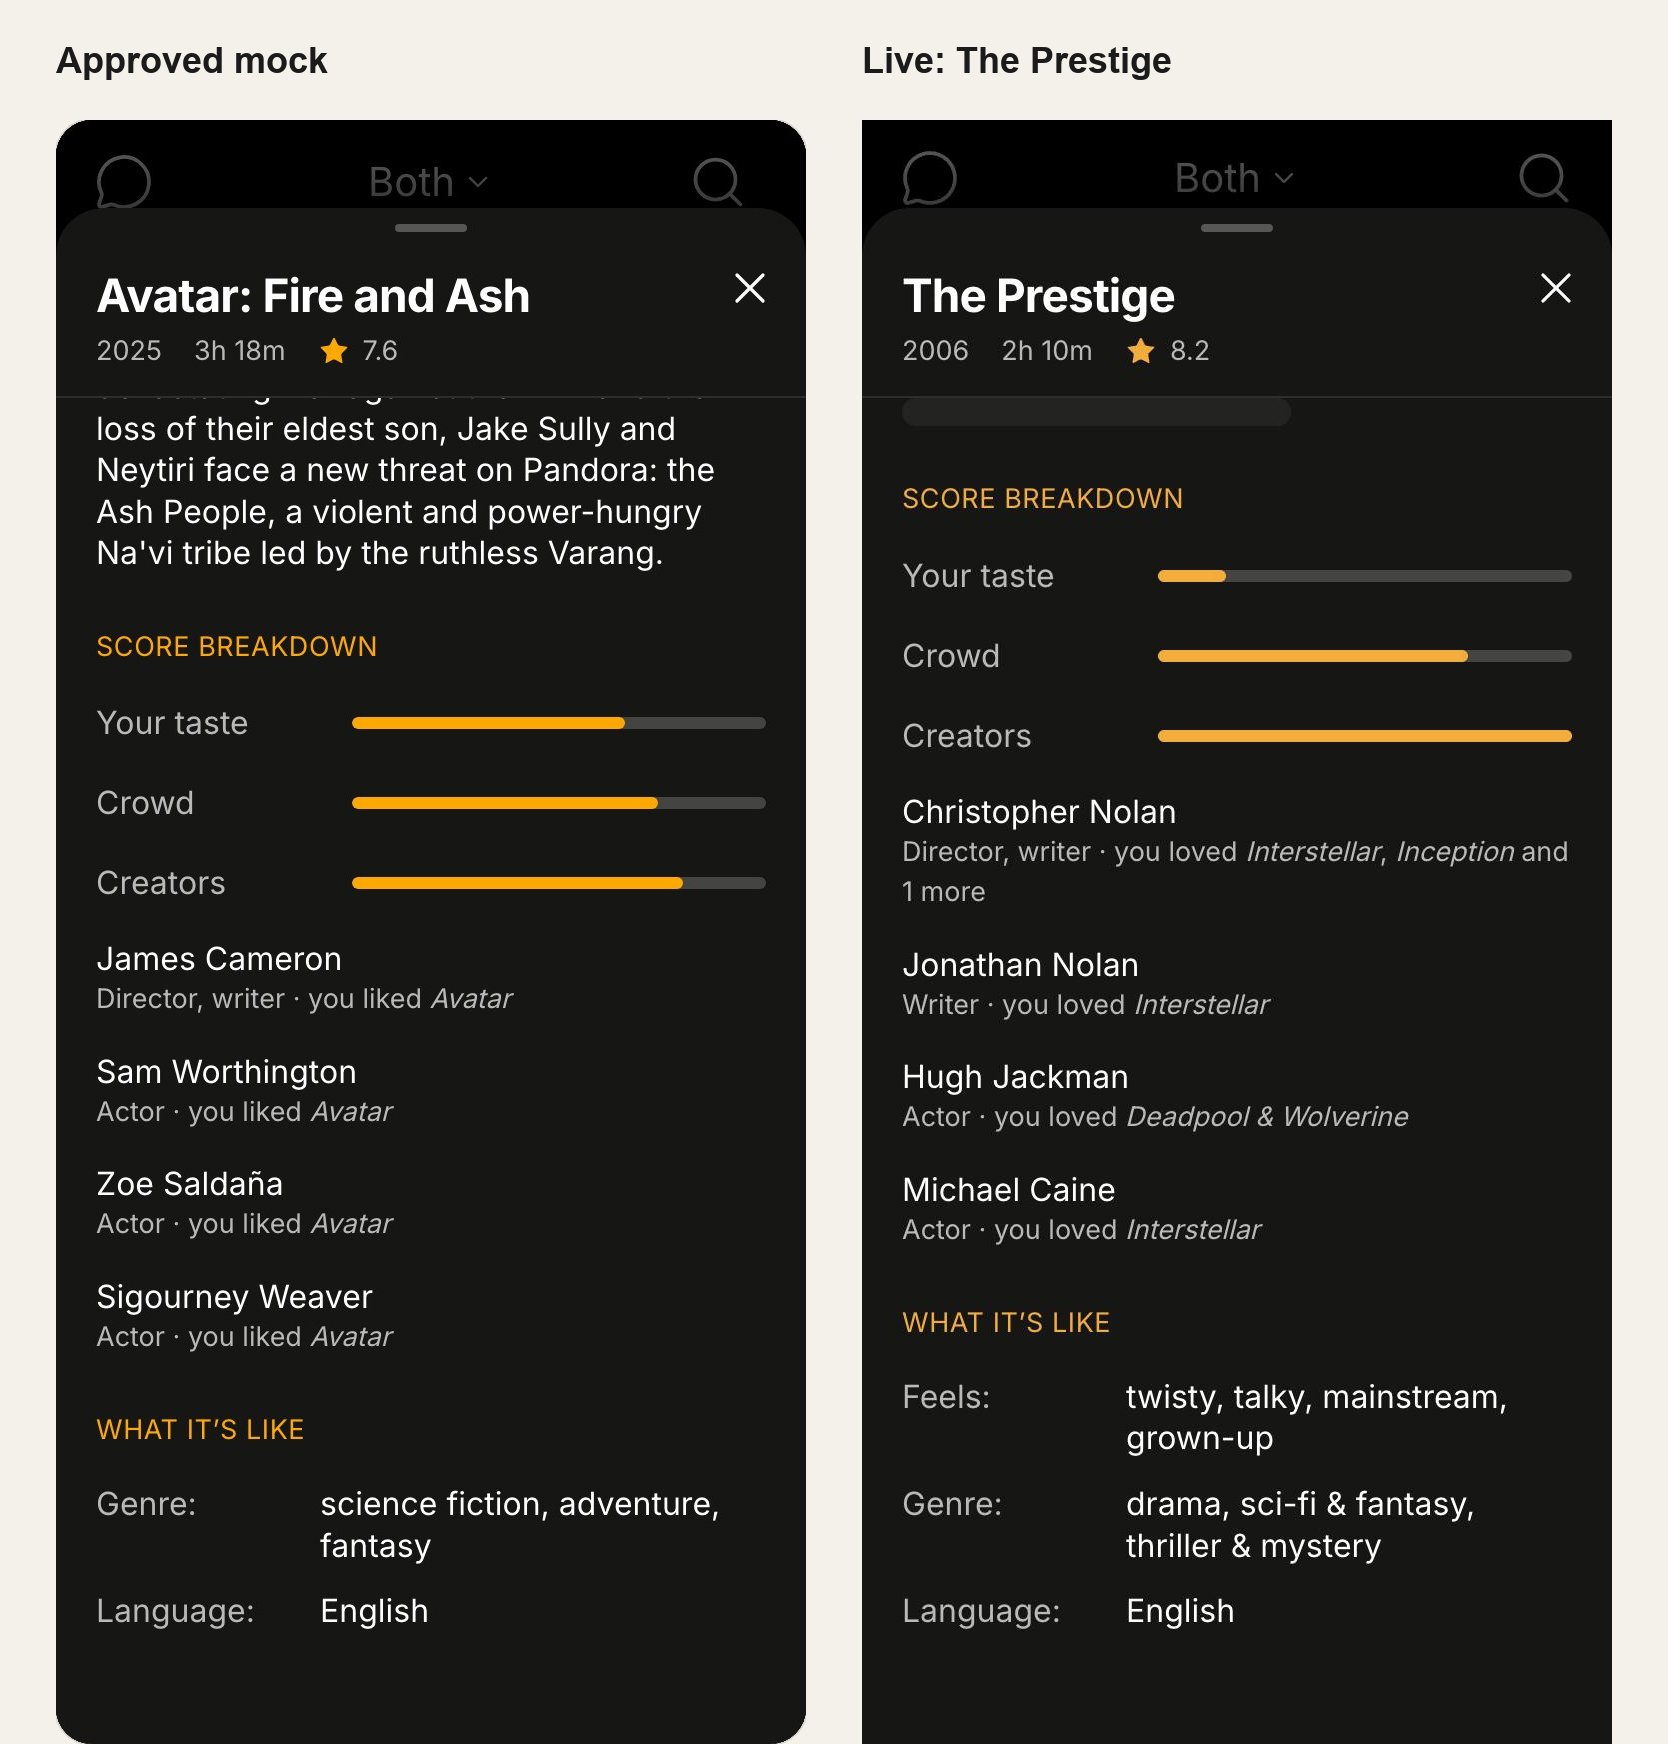 Approved mock
Both
Avatar: Fire and Ash
2025 3h 18m 7.6
loss of their eldest son, Jake Sully and
Neytiri face a new threat on Pandora: the
Ash People, a violent and power-hungry
Na'vi tribe led by the ruthless Varang.
SCORE BREAKDOWN
Your taste
Crowd
Creators
James Cameron
Director, writer · you liked Avatar
Sam Worthington
Actor · you liked Avatar
Zoe Saldaña
Actor · you liked Avatar
Sigourney Weaver
Actor · you liked Avatar
WHAT IT’S LIKE
Genre: science fiction, adventure,
fantasy
Language: English
Live: The Prestige
Both
The Prestige
2006 2h 10m 8.2
SCORE BREAKDOWN
Your taste
Crowd
Creators
Christopher Nolan
Director, writer · you loved Interstellar, Inception and
1 more
Jonathan Nolan
Writer · you loved Interstellar
Hugh Jackman
Actor · you loved Deadpool & Wolverine
Michael Caine
Actor · you loved Interstellar
WHAT IT’S LIKE
Feels: twisty, talky, mainstream,
grown-up
Genre: drama, sci-fi & fantasy,
thriller & mystery
Language: English